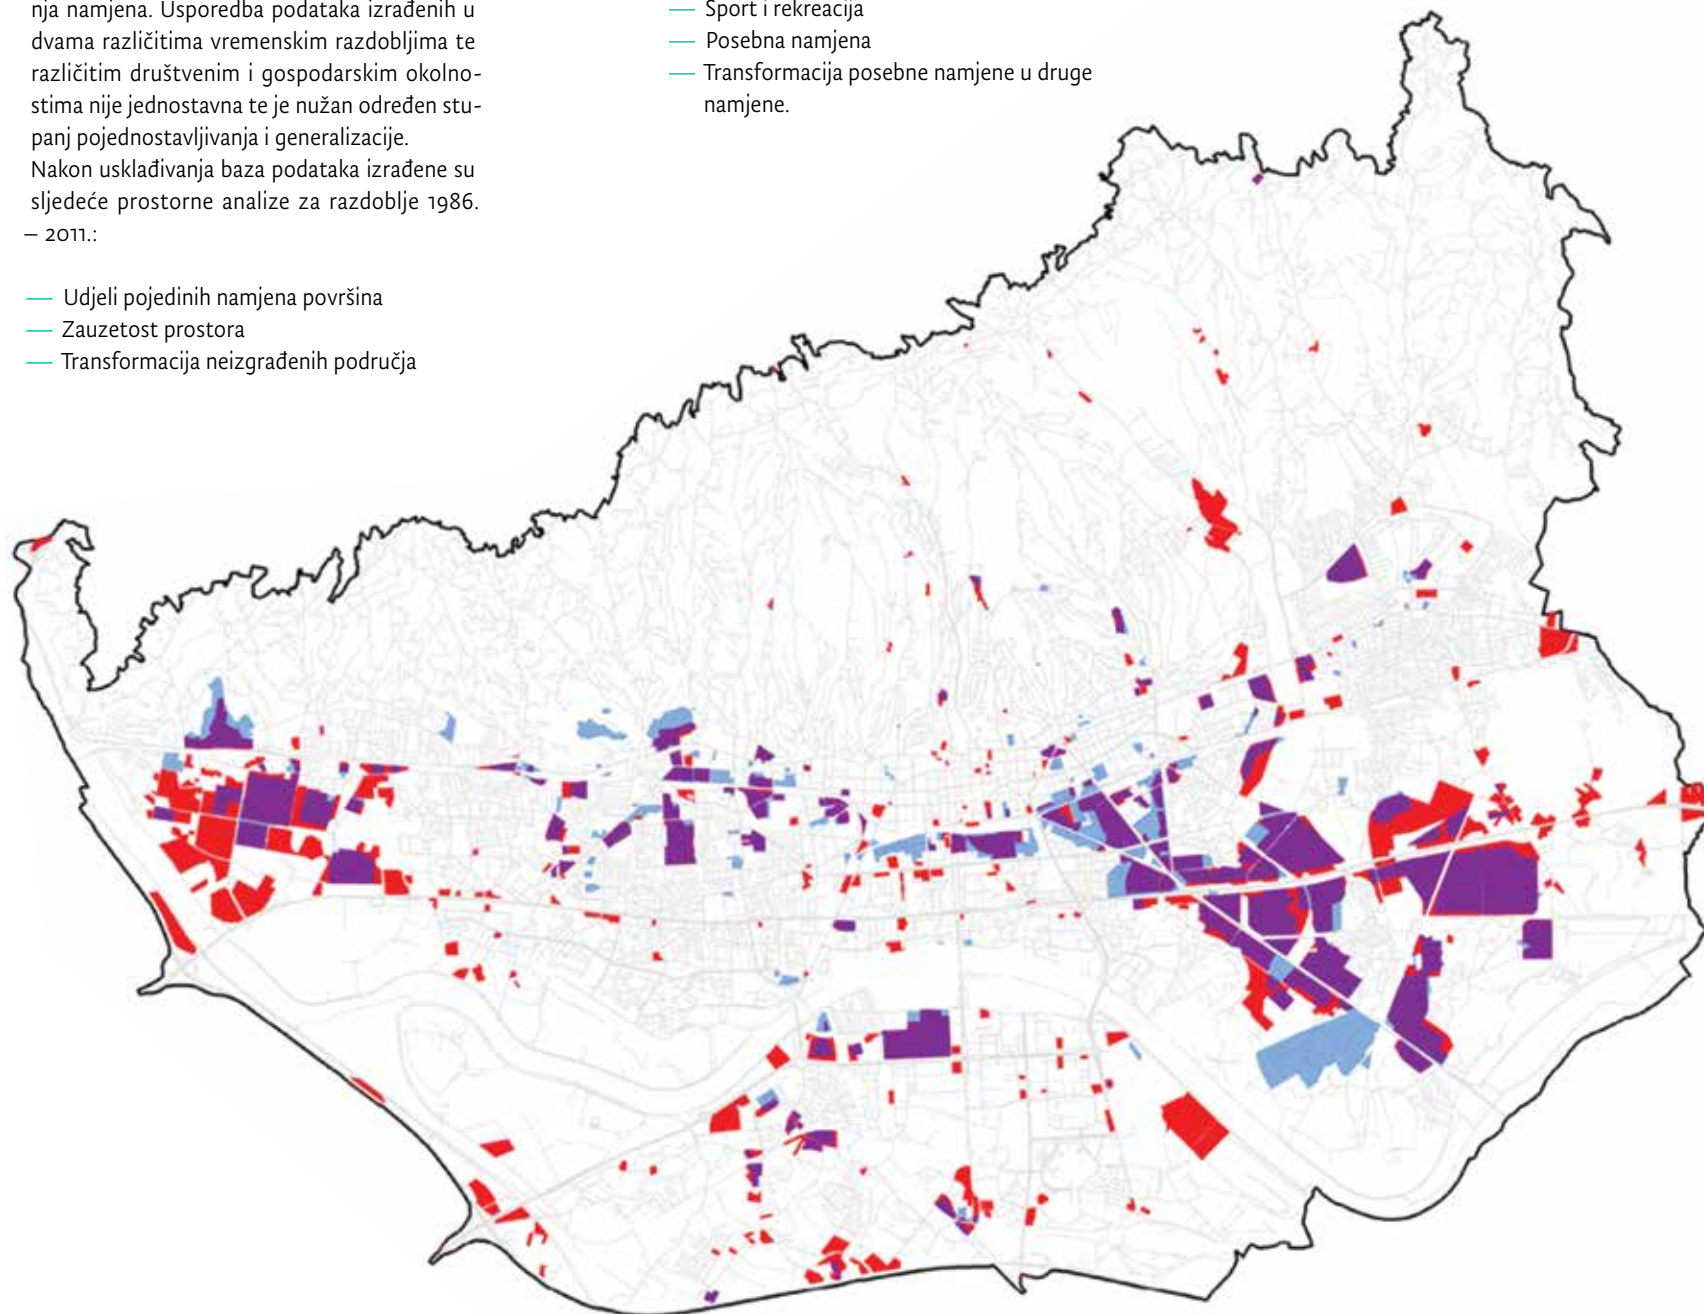 nja namjena. Usporedba podataka izrađenih u
dvama različitima vremenskim razdobljima te
različitim društvenim i gospodarskim okolno-
stima nije jednostavna te je nužan određen stu-
panj pojednostavljivanja i generalizacije.
Nakon usklađivanja baza podataka izrađene su
sljedeće prostorne analize za razdoblje 1986.
– 2011.:
— Udjeli pojedinih namjena površina
— Zauzetost prostora
— Transformacija neizgrađenih područja
— Sport i rekreacija
— Posebna namjena
— Transformacija posebne namjene u druge
namjene.